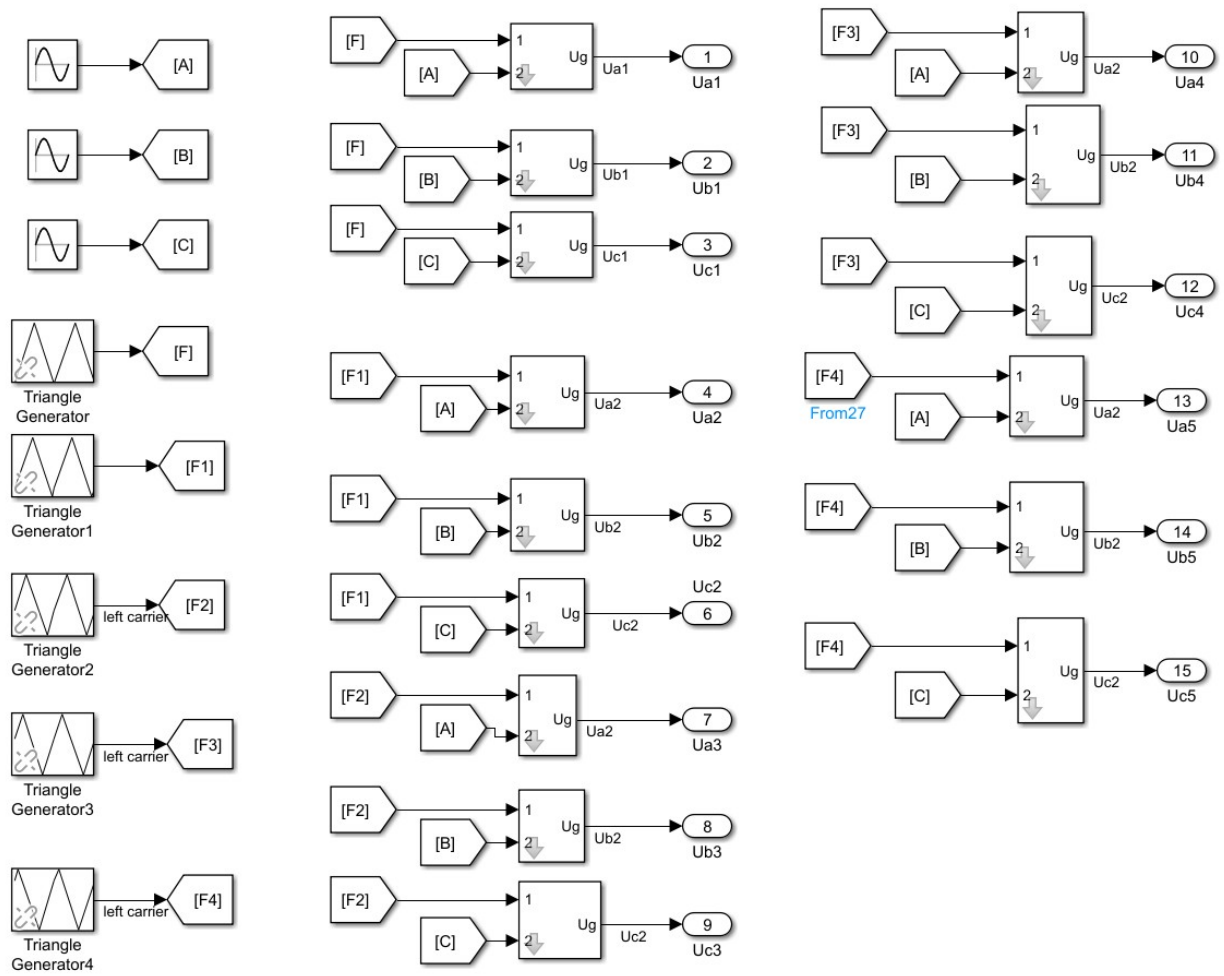 [A]
[B]
[C]
[F]
Triangle
Generator
[F1]
Triangle
Generator1
[F2]
left carrier
Triangle
Generator2
[F3]
left carrier
Triangle
Generator3
[F4]
left carrier
Triangle
Generator4
[F]
1
[A]
2
Ug
Ua1
1
Ua1
[F]
1
[B]
2
Ug
Ub1
2
Ub1
[F]
1
[C]
2
Ug
Uc1
3
Uc1
[F1]
1
[A]
2
Ug
Ua2
4
Ua2
[F1]
1
[B]
2
Ug
Ub2
5
Ub2
[F1]
1
[C]
2
Ug
Uc2
Uc2
6
[F2]
1
[A]
2
Ug
Ua2
7
Ua3
[F2]
1
[B]
2
Ug
Ub2
8
Ub3
[F2]
1
[C]
2
Ug
Uc2
9
Uc3
[F3]
1
[A]
2
Ug
Ua2
10
Ua4
[F3]
1
[B]
2
Ug
Ub2
11
Ub4
[F3]
1
[C]
2
Ug
Uc2
12
Uc4
[F4]
From27
1
[A]
2
Ug
Ua2
13
Ua5
[F4]
1
[B]
2
Ug
Ub2
14
Ub5
[F4]
1
[C]
2
Ug
Uc2
15
Uc5